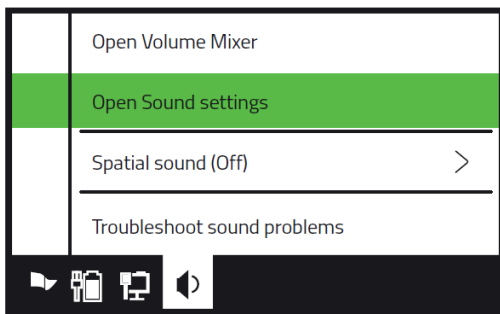 Open Volume Mixer
Open Sound settings
Spatial sound (Off)
Troubleshoot sound problems